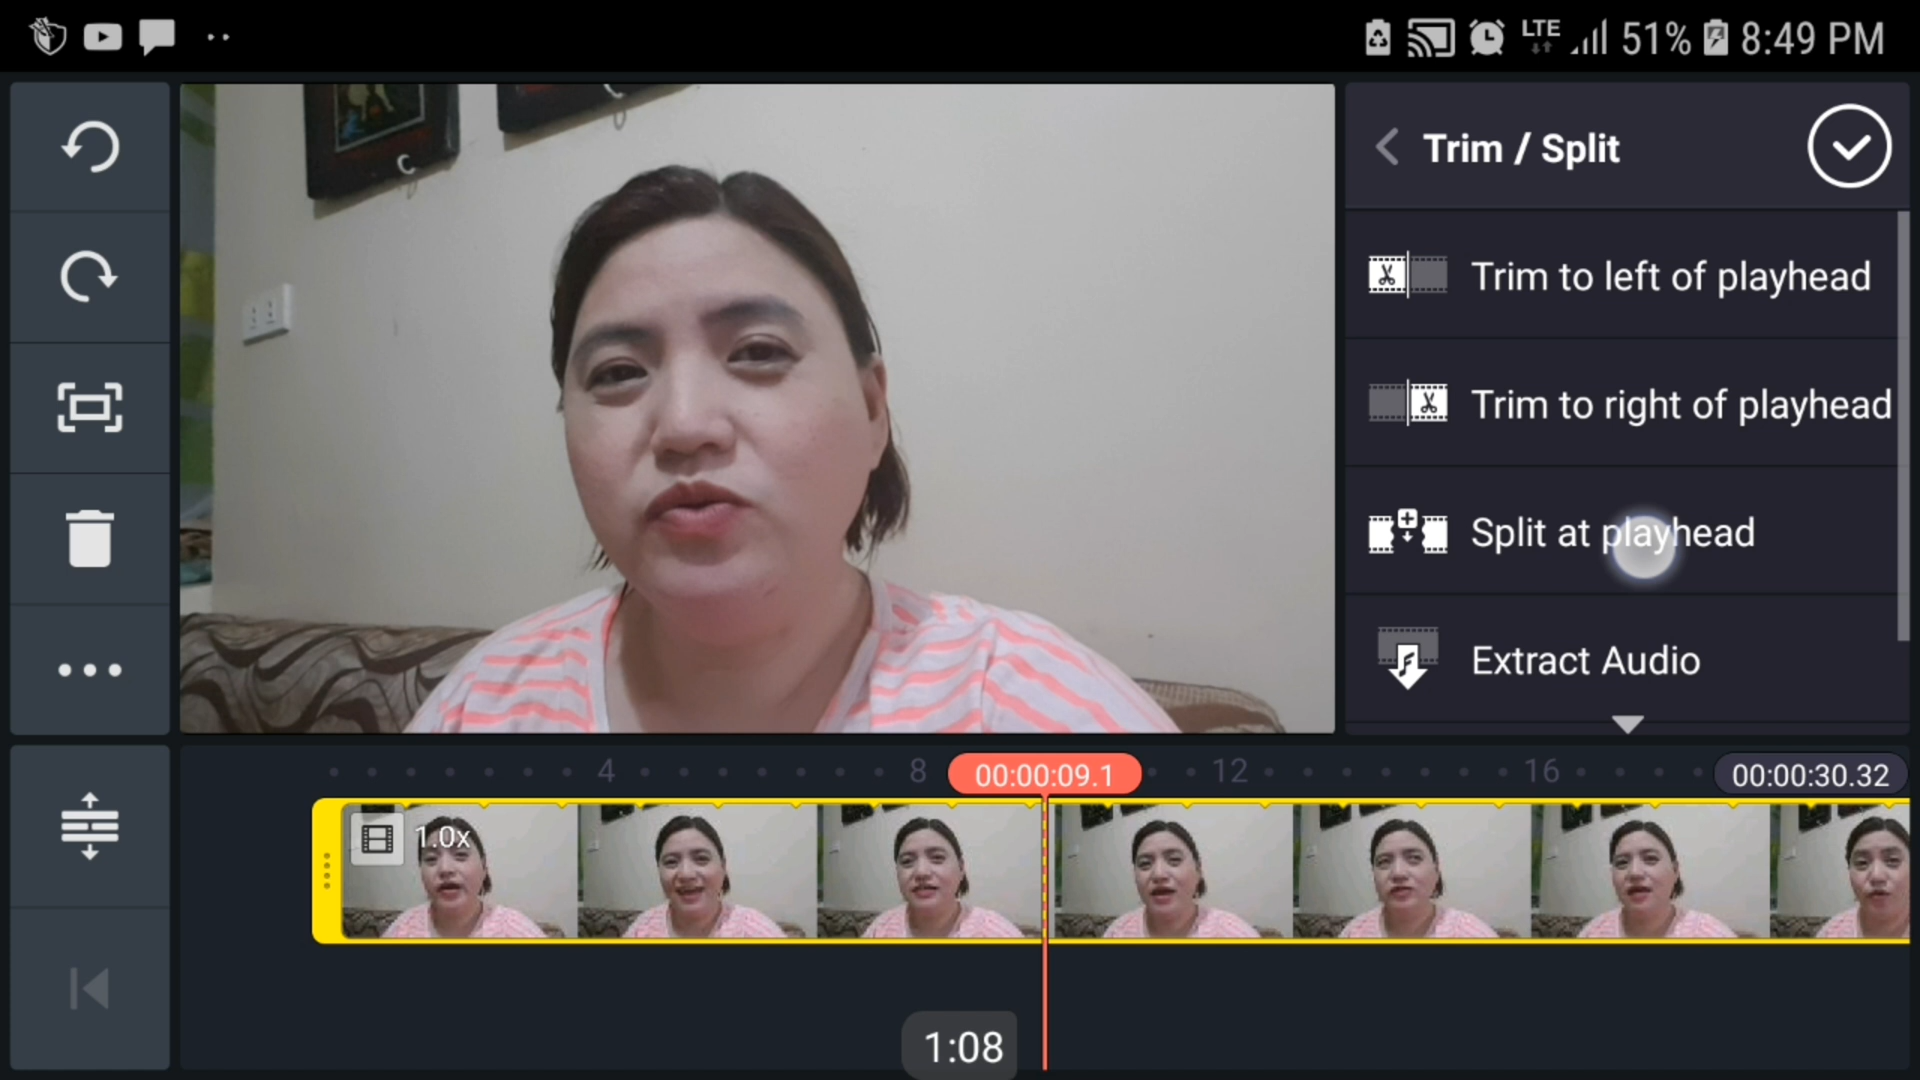 LTE 51% 8:49 PM
Trim / Split
Trim to left of playhead
Trim to right of playhead
Split at playhead
Extract Audio
4 8 00:00:09.1 12 16 00:00:30.32
1.0x
1:08